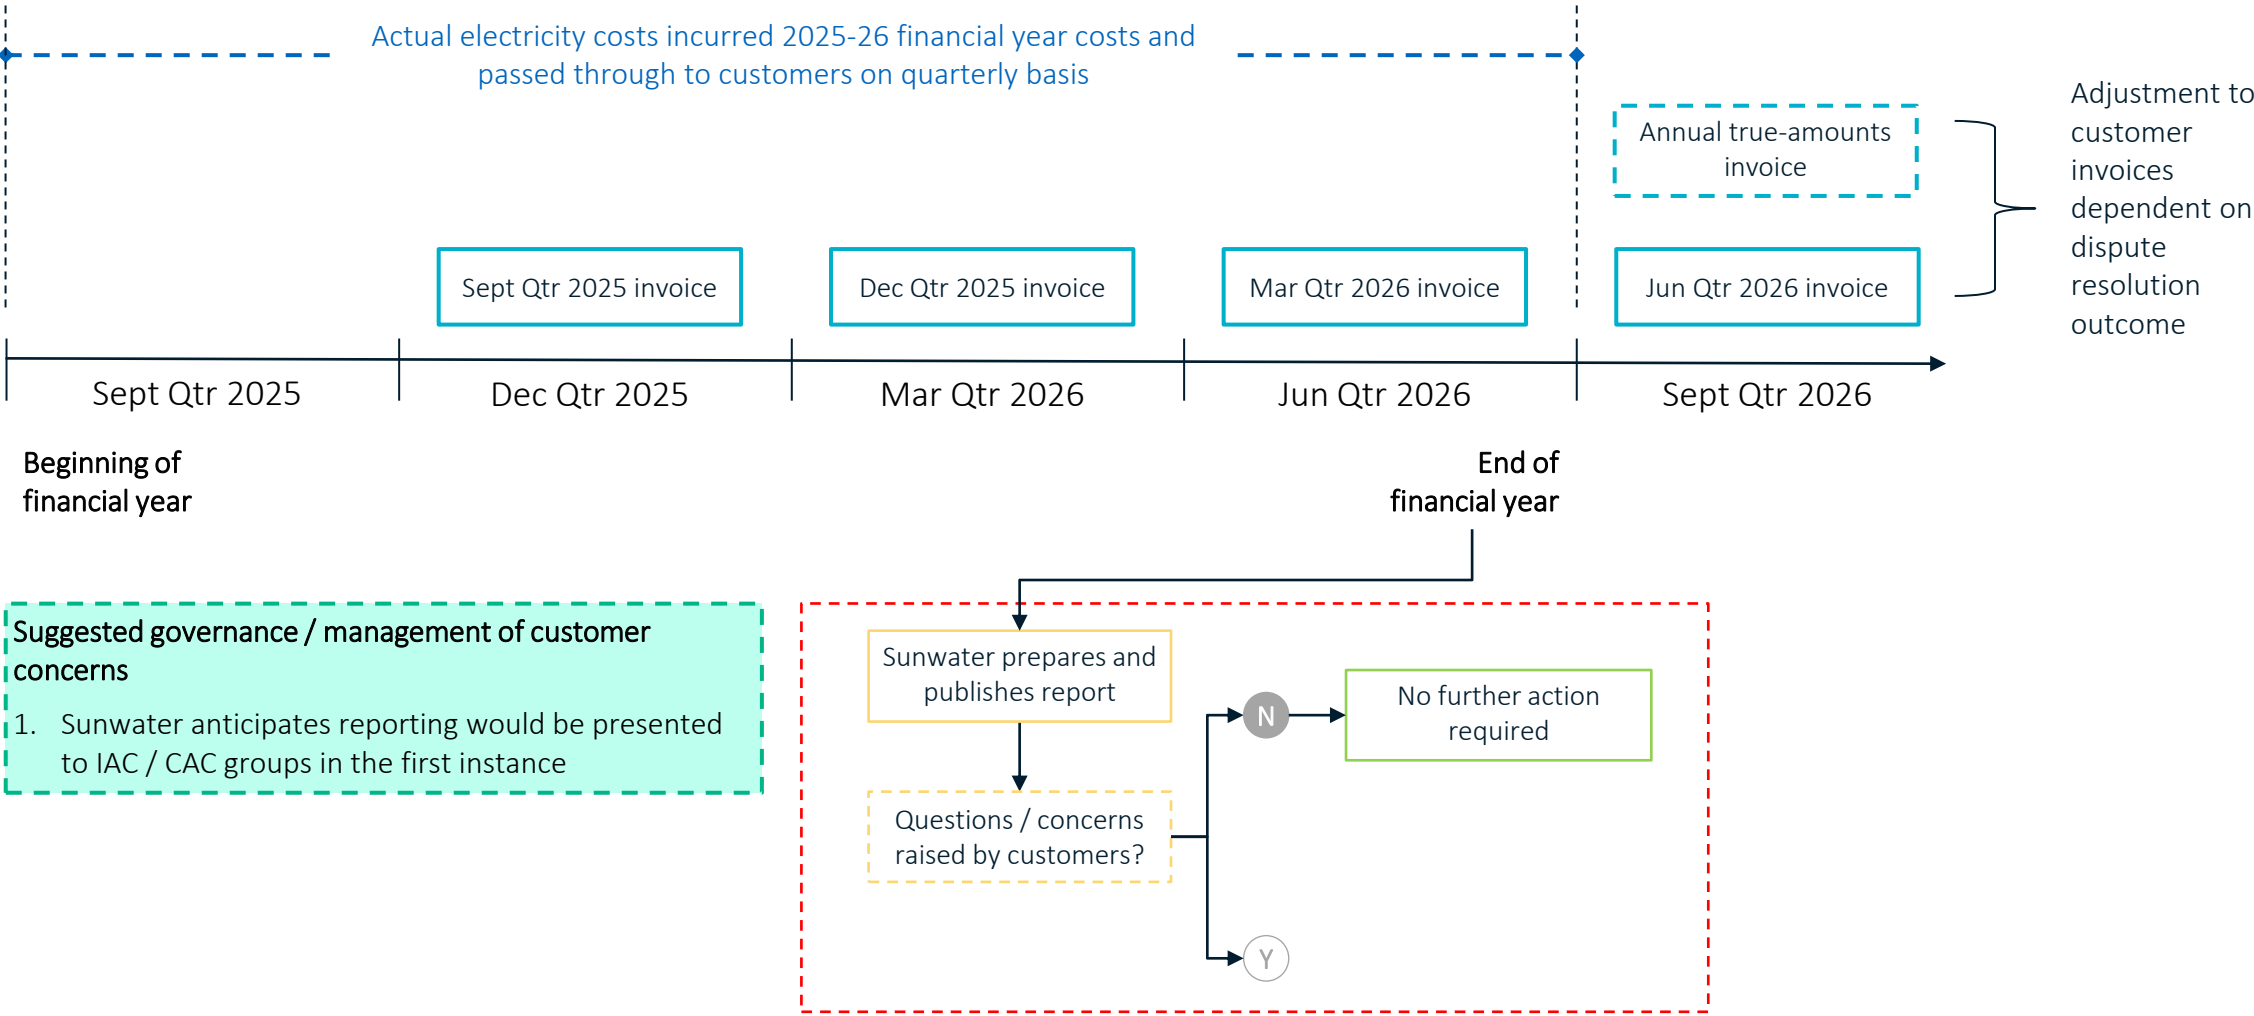 Actual electricity costs incurred 2025-26 financial year costs and
passed through to customers on quarterly basis
Annual true-amounts
invoice
Adjustment to
customer
invoices
dependent on
dispute
resolution
outcome
Sept Qtr 2025 invoice
Dec Qtr 2025 invoice
Mar Qtr 2026 invoice
Jun Qtr 2026 invoice
Sept Qtr 2025
Dec Qtr 2025
Mar Qtr 2026
Jun Qtr 2026
Sept Qtr 2026
Beginning of
financial year
End of
financial year
Suggested governance / management of customer
concerns
1. Sunwater anticipates reporting would be presented
to IAC / CAC groups in the first instance
Sunwater prepares and
publishes report
N
No further action
required
Questions / concerns
raised by customers?
Y